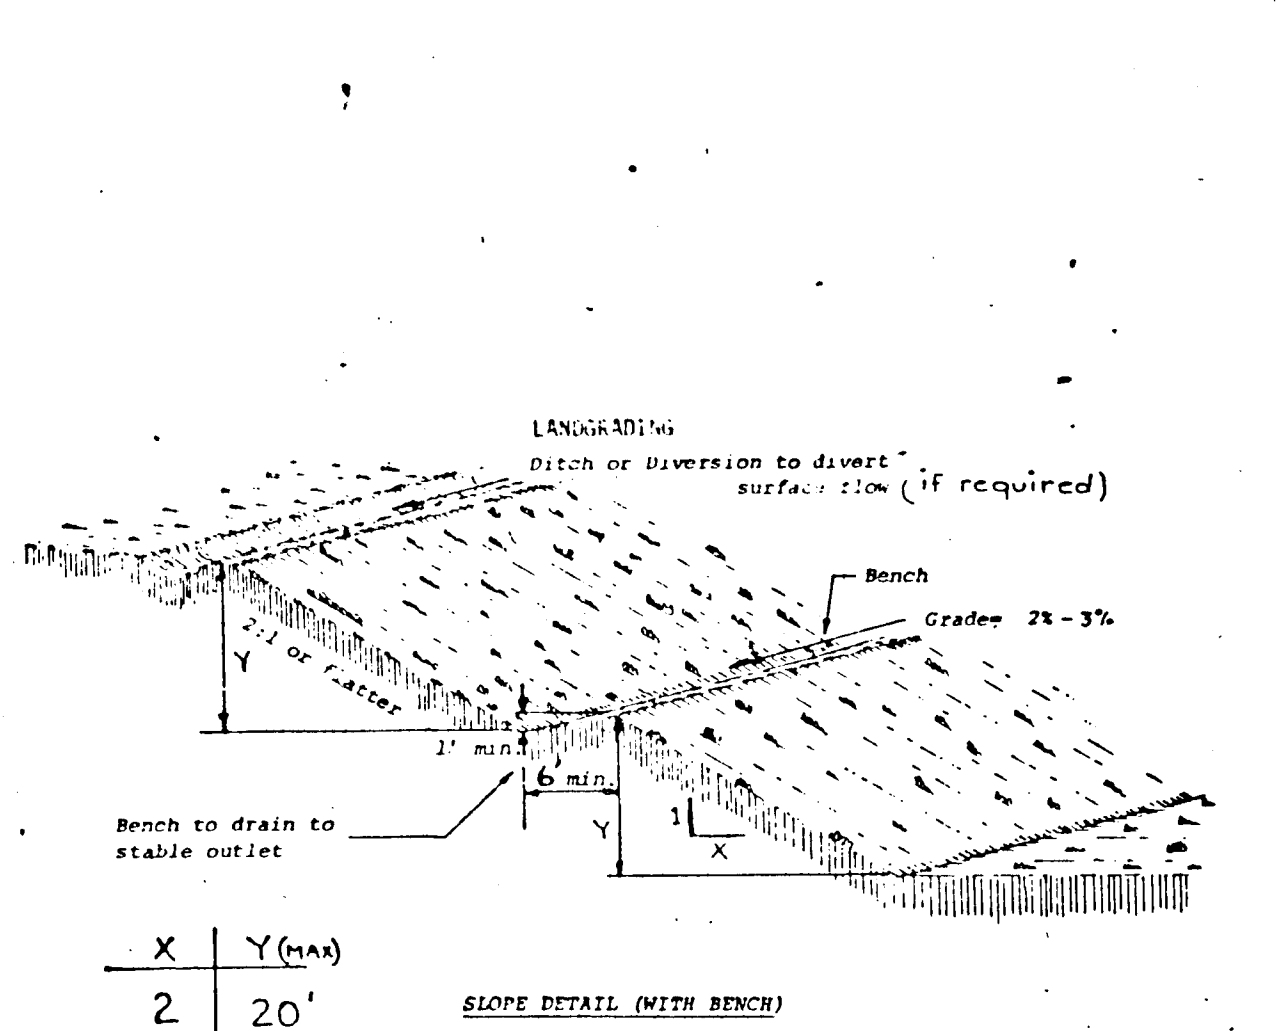 LANDGRADING
Ditch or Diversion to divert
surface flow (if required)
Bench
Grade= 2% - 3%
2:1 or flatter
Y
1' min.
6' min.
Y
1
X
Bench to drain to
stable outlet
X Y (MAX)
2 20'
SLOPE DETAIL (WITH BENCH)